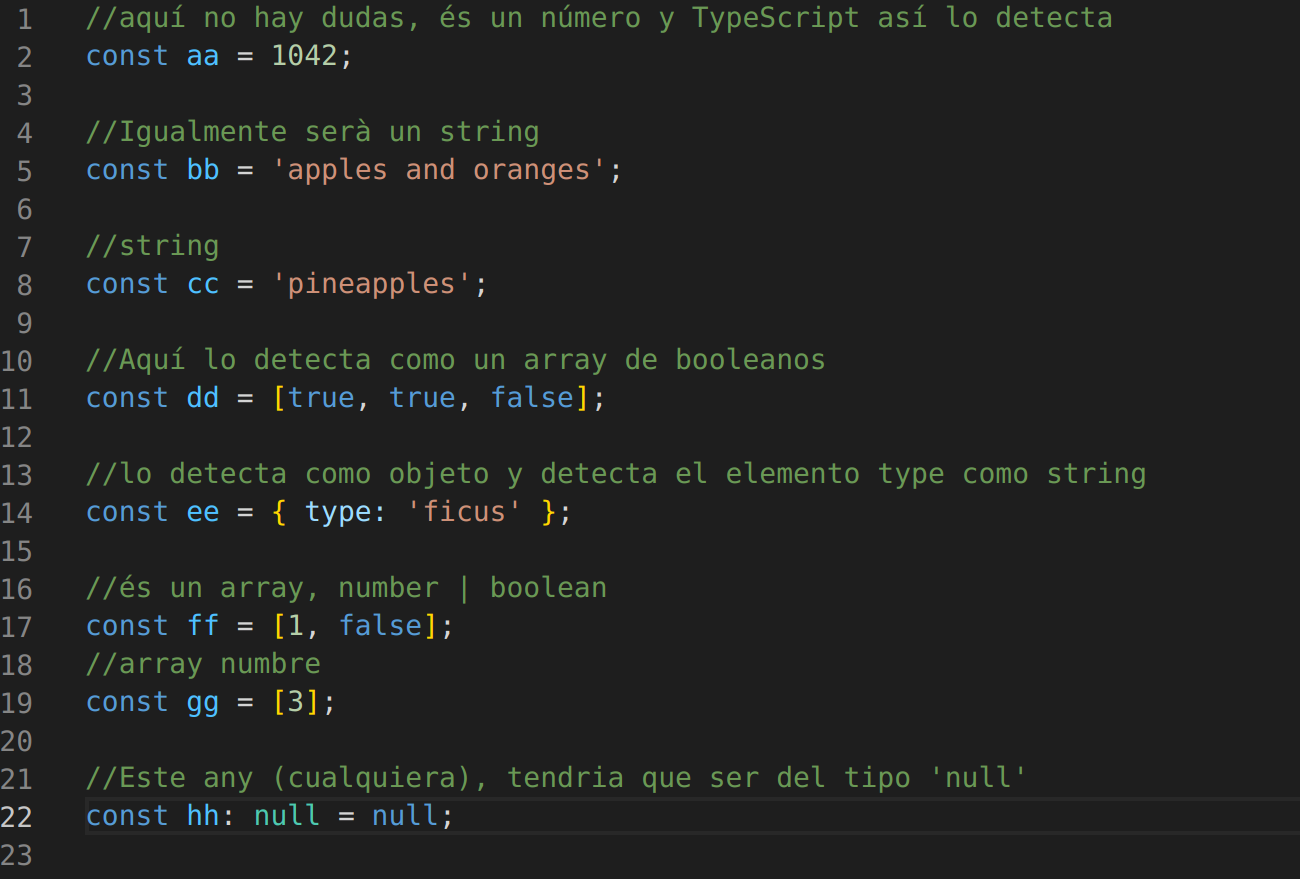 1 //aquí no hay dudas, és un número y TypeScript así lo detecta
2 const aa = 1042;
3
4 //Igualmente serà un string
5 const bb = 'apples and oranges';
6
7 //string
8 const cc = 'pineapples';
9
10 //Aquí lo detecta como un array de booleanos
11 const dd = [true, true, false];
12
13 //lo detecta como objeto y detecta el elemento type como string
14 const ee = { type: 'ficus' };
15
16 //és un array, number | boolean
17 const ff = [1, false];
18 //array numbre
19 const gg = [3];
20
21 //Este any (cualquiera), tendria que ser del tipo 'null'
22 const hh: null = null;
23